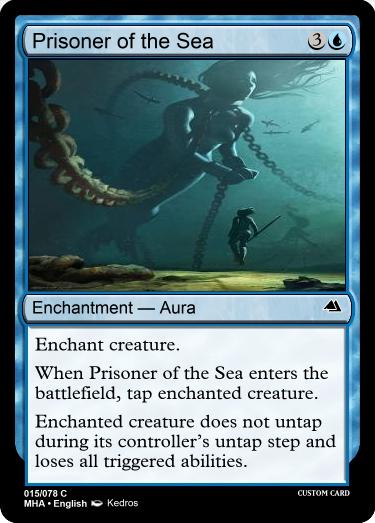 Prisoner of the Sea 3
Enchantment — Aura
Enchant creature.
When Prisoner of the Sea enters the
battlefield, tap enchanted creature.
Enchanted creature does not untap
during its controller's untap step and
loses all triggered abilities.
015/078 C
MHA • English Kedros
CUSTOM CARD